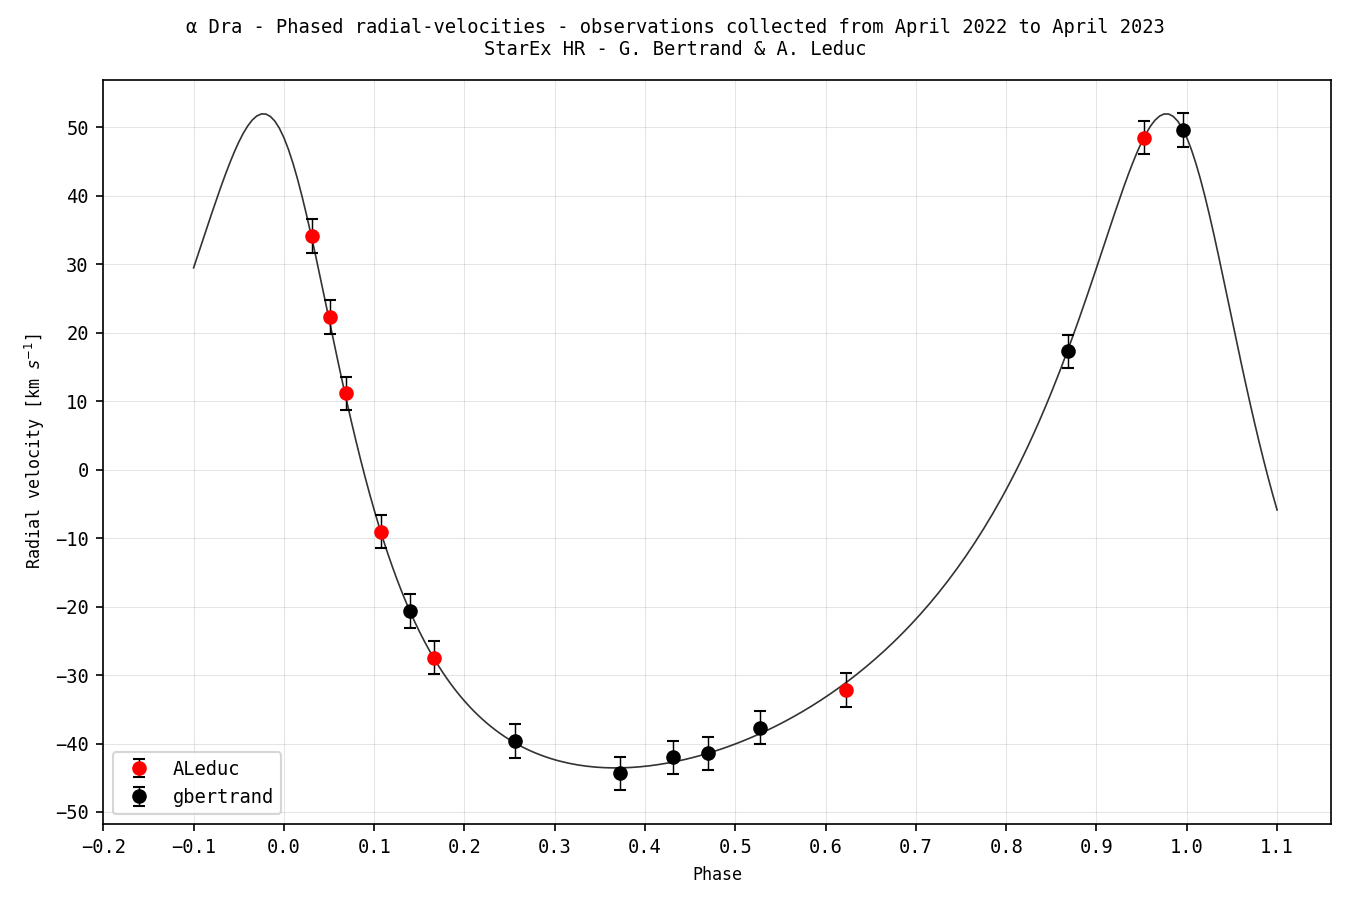 α Dra - Phased radial-velocities - observations collected from April 2022 to April 2023
StarEx HR - G. Bertrand & A. Leduc
Radial velocity [km s⁻¹]
50
40
30
20
10
0
−10
−20
−30
−40
−50
ALeduc
gbertrand
−0.2 −0.1 0.0 0.1 0.2 0.3 0.4 0.5 0.6 0.7 0.8 0.9 1.0 1.1
Phase